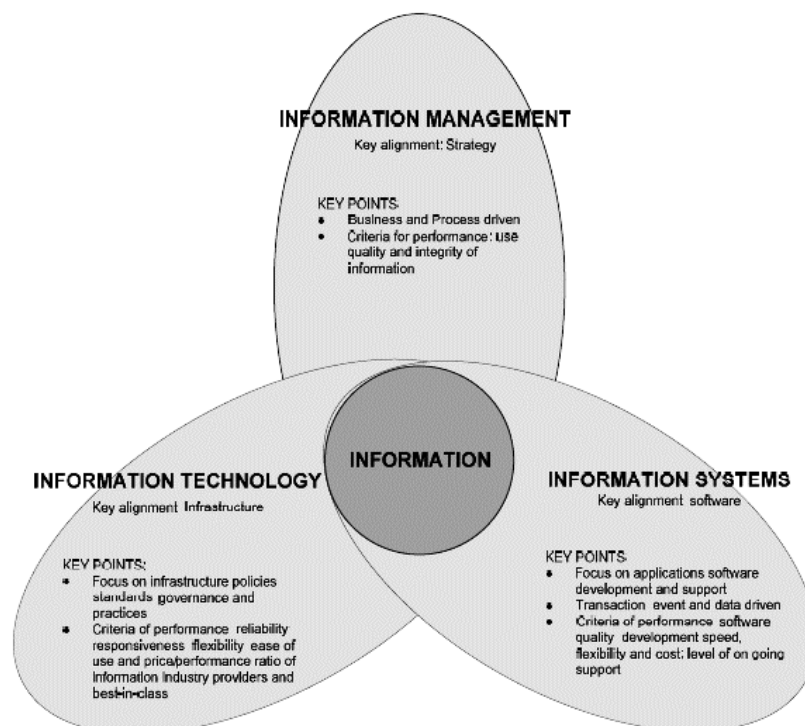 INFORMATION MANAGEMENT
Key alignment: Strategy
KEY POINTS:
● Business and Process driven
● Criteria for performance: use
quality and integrity of
information
INFORMATION
INFORMATION TECHNOLOGY
Key alignment Infrastructure
KEY POINTS:
● Focus on infrastructure policies
standards governance and
practices
● Criteria of performance reliability
responsiveness flexibility ease of
use and price/performance ratio of
Information Industry providers and
best-in-class
INFORMATION SYSTEMS
Key alignment software
KEY POINTS
● Focus on applications software
development and support
● Transaction event and data driven
● Criteria of performance software
quality development speed,
flexibility and cost; level of on going
support